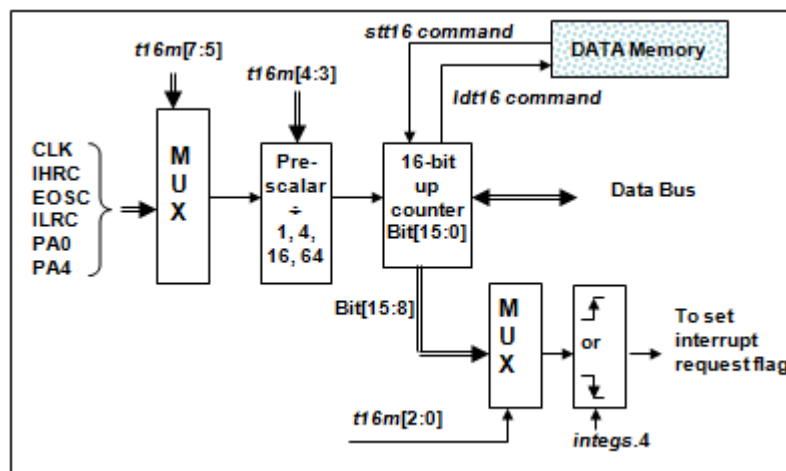 t16m[7:5]
t16m[4:3]
stt16 command
DATA Memory
ldt16 command
CLK
IHRC
EOSC
ILRC
PA0
PA4
M
U
X
Pre-
scalar
÷
1, 4,
16, 64
16-bit
up
counter
Bit[15:0]
Data Bus
Bit[15:8]
M
U
X
or
To set
interrupt
request flag
t16m[2:0]
integs.4